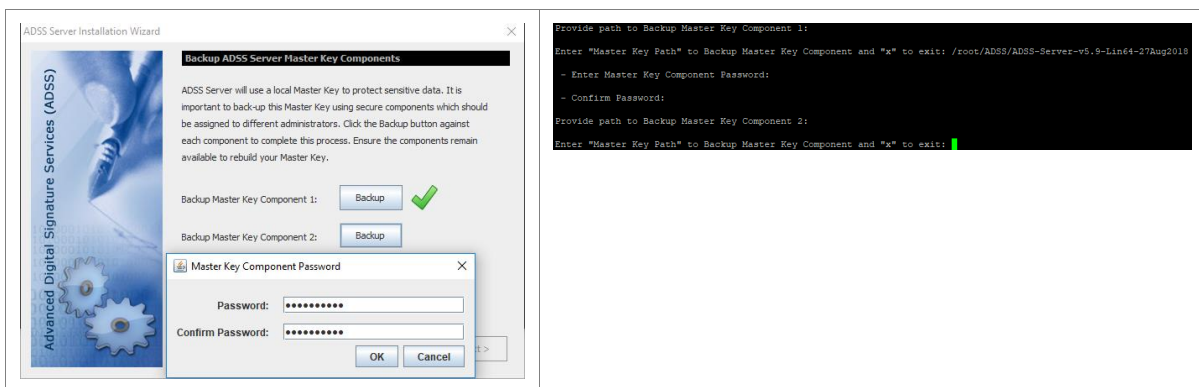 ADSS Server Installation Wizard
Advanced Digital Signature Services (ADSS)
Backup ADSS Server Master Key Components
ADSS Server will use a local Master Key to protect sensitive data. It is
important to back-up this Master Key using secure components which should
be assigned to different administrators. Click the Backup button against
each component to complete this process. Ensure the components remain
available to rebuild your Master Key.
Backup Master Key Component 1:
Backup
Backup Master Key Component 2:
Backup
Master Key Component Password
Password: ••••••••••
Confirm Password: ••••••••••
OK
Cancel
Provide path to Backup Master Key Component 1:
Enter "Master Key Path" to Backup Master Key Component and "x" to exit: /root/ADSS/ADSS-Server-v5.9-Lin64-27Aug2018
- Enter Master Key Component Password:
- Confirm Password:
Provide path to Backup Master Key Component 2:
Enter "Master Key Path" to Backup Master Key Component and "x" to exit: